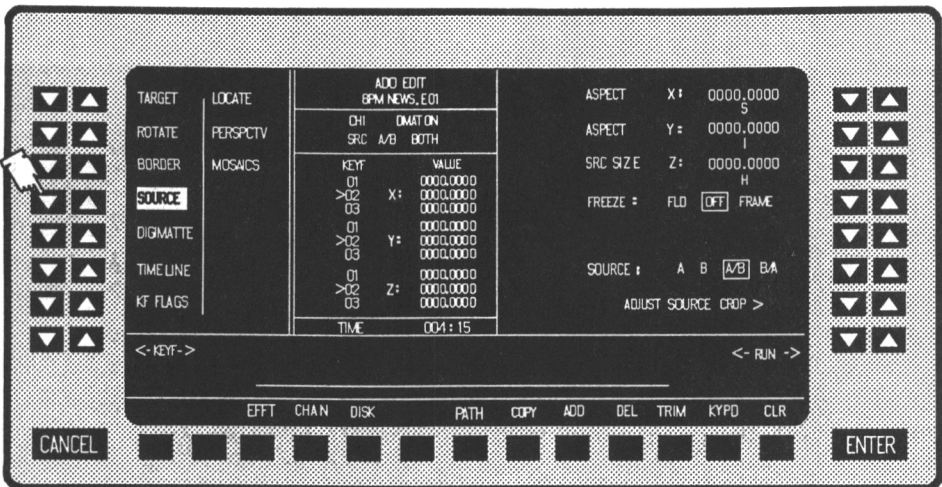 TARGET
ROTATE
BORDER
SOURCE
DIGIMATTE
TIMELINE
KF FLAGS
LOCATE
PERSPCTV
MOSAICS
ADO EDIT
8PM NEWS.E01
CH1 DMAT ON
SRC A/B BOTH
KEYF VALUE
01 0000.0000
>02 X: 0000.0000
03 0000.0000
01 0000.0000
>02 Y: 0000.0000
03 0000.0000
01 0000.0000
>02 Z: 0000.0000
03 0000.0000
TIME 004:15
ASPECT X: 0000.0000
S
ASPECT Y: 0000.0000
I
SRC SIZE Z: 0000.0000
H
FREEZE: FLD OFF FRAME
SOURCE: A B A/B B/A
ADJUST SOURCE CROP >
<-KEYF->
<- RUN ->
EFFT CHAN DISK PATH COPY ADD DEL TRIM KYPD CLR
CANCEL
ENTER